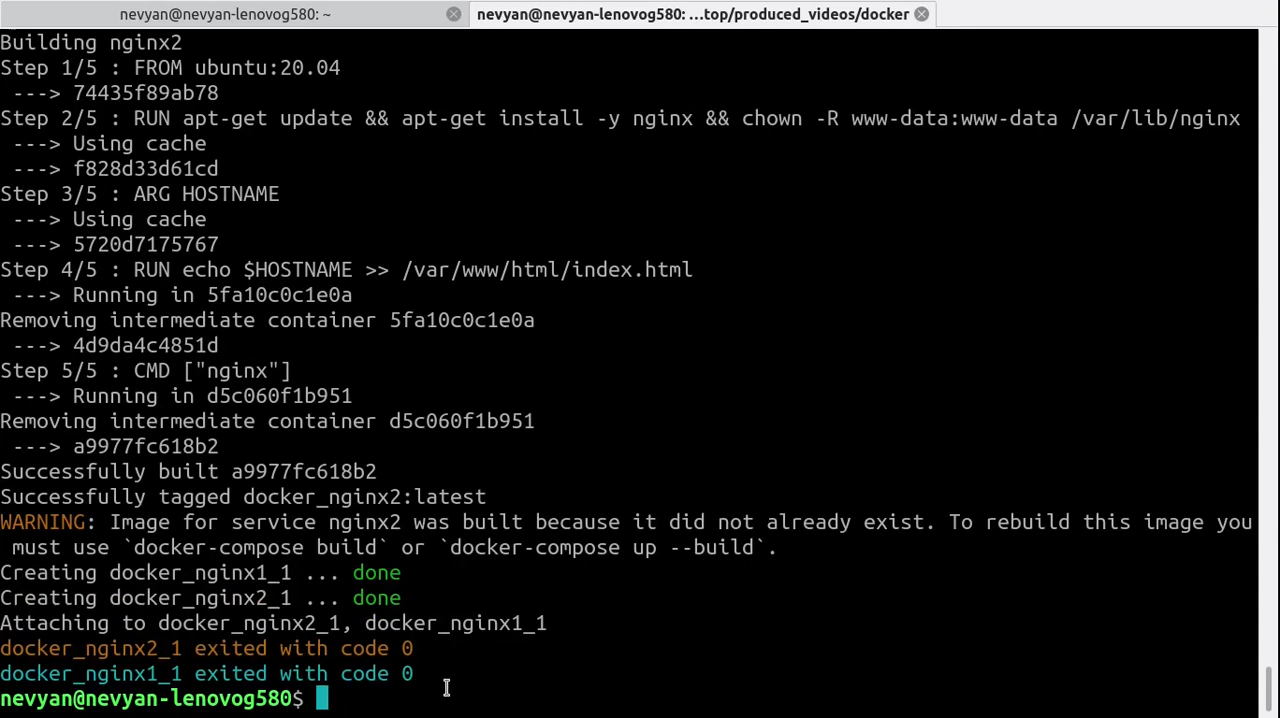 nevyan@nevyan-lenovog580: ~
nevyan@nevyan-lenovog580: ...top/produced_videos/docker
Building nginx2
Step 1/5 : FROM ubuntu:20.04
 ---> 74435f89ab78
Step 2/5 : RUN apt-get update && apt-get install -y nginx && chown -R www-data:www-data /var/lib/nginx
 ---> Using cache
 ---> f828d33d61cd
Step 3/5 : ARG HOSTNAME
 ---> Using cache
 ---> 5720d7175767
Step 4/5 : RUN echo $HOSTNAME >> /var/www/html/index.html
 ---> Running in 5fa10c0c1e0a
Removing intermediate container 5fa10c0c1e0a
 ---> 4d9da4c4851d
Step 5/5 : CMD ["nginx"]
 ---> Running in d5c060f1b951
Removing intermediate container d5c060f1b951
 ---> a9977fc618b2
Successfully built a9977fc618b2
Successfully tagged docker_nginx2:latest
WARNING: Image for service nginx2 was built because it did not already exist. To rebuild this image you
 must use `docker-compose build` or `docker-compose up --build`.
Creating docker_nginx1_1 ... done
Creating docker_nginx2_1 ... done
Attaching to docker_nginx2_1, docker_nginx1_1
docker_nginx2_1 exited with code 0
docker_nginx1_1 exited with code 0
nevyan@nevyan-lenovog580$